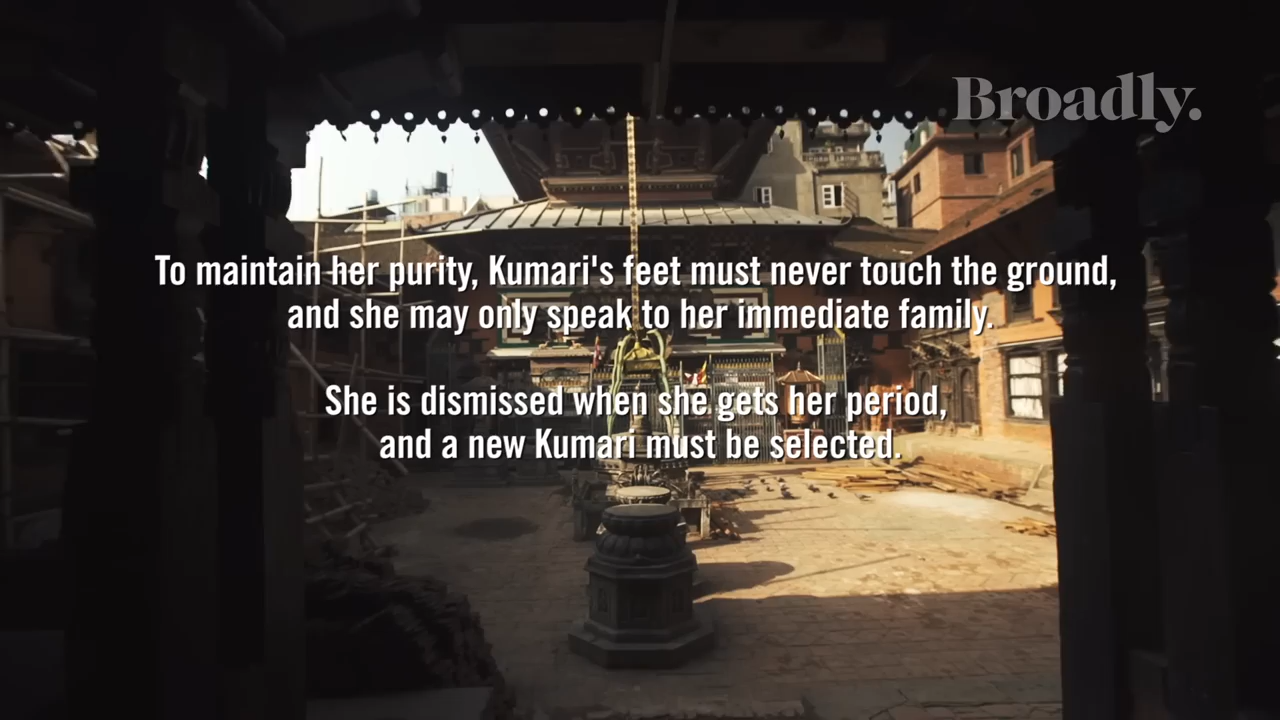 Broadly.
To maintain her purity, Kumari's feet must never touch the ground,
and she may only speak to her immediate family.
She is dismissed when she gets her period,
and a new Kumari must be selected.